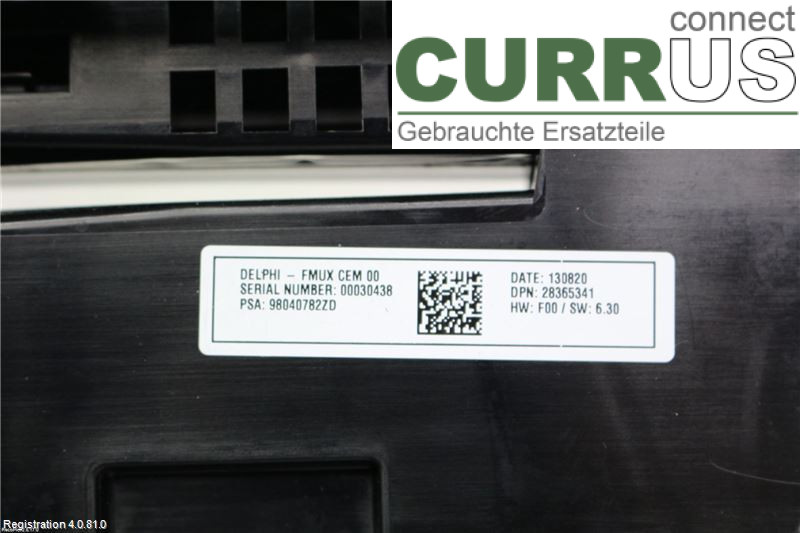 connect
CURRUS
Gebrauchte Ersatzteile
DELPHI – FMUX CEM 00
SERIAL NUMBER: 00030438
PSA: 98040782ZD
DATE: 130820
DPN: 28365341
HW: F00 / SW: 6.30
Registration 4.0.81.0